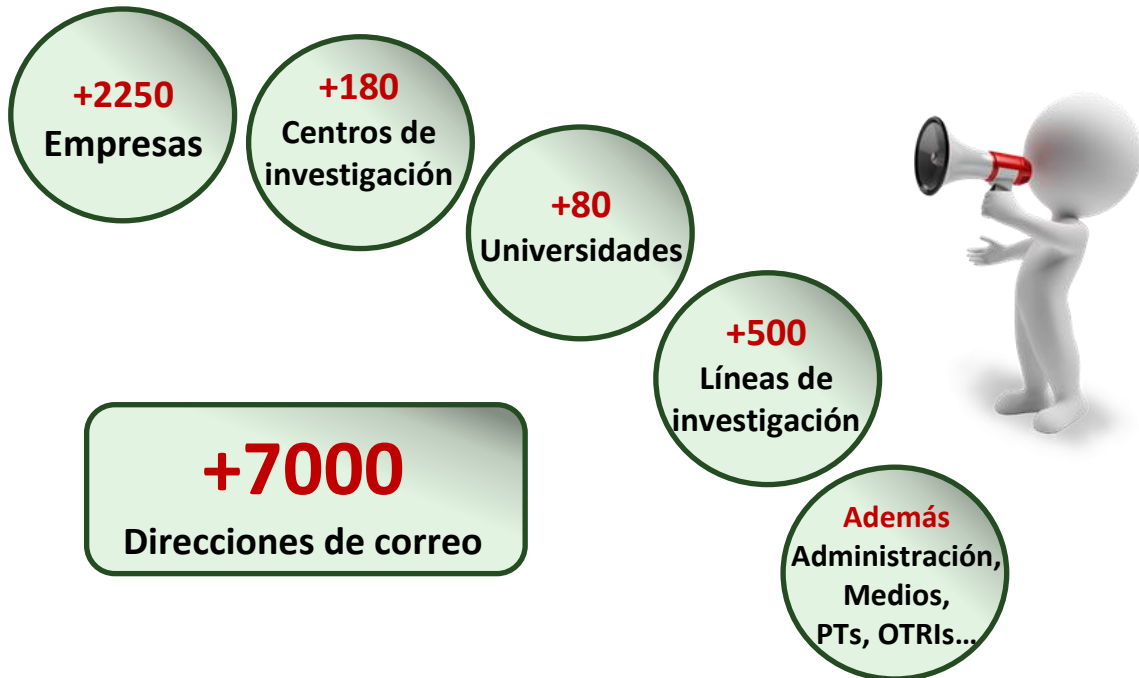 +2250
Empresas
+180
Centros de
investigación
+80
Universidades
+500
Líneas de
investigación
+7000
Direcciones de correo
Además
Administración,
Medios,
PTs, OTRIs...